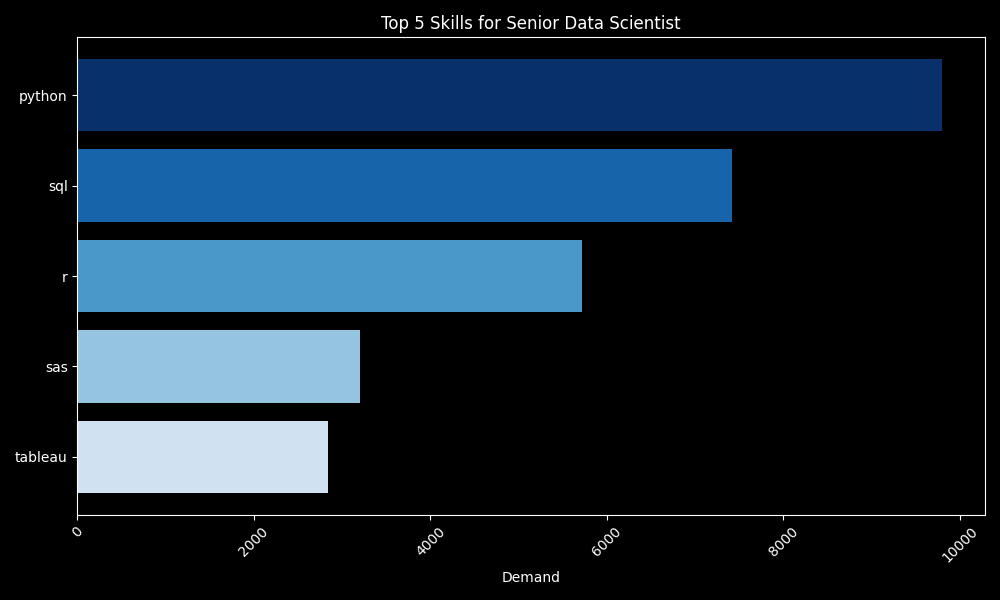 Top 5 Skills for Senior Data Scientist
python
sql
r
sas
tableau
0
2000
4000
6000
8000
10000
Demand